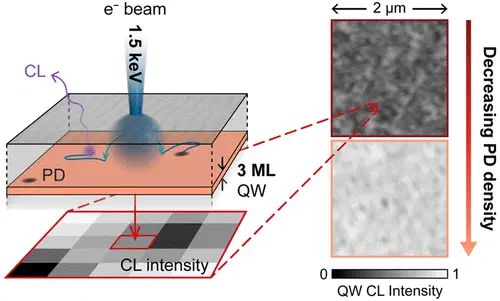 e⁻ beam
1.5 keV
CL
PD
3 ML
QW
CL intensity
2 μm
Decreasing PD density
0
1
QW CL Intensity